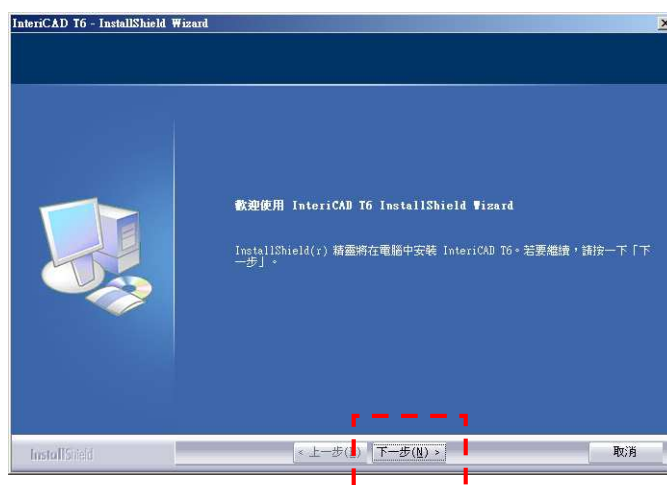 InteriCAD T6 - InstallShield Wizard
歡迎使用 InteriCAD T6 InstallShield Wizard
InstallShield(r) 精靈將在電腦中安裝 InteriCAD T6。若要繼續，請按一下「下
一步」。
InstallShield
< 上一步(B)
下一步(N) >
取消